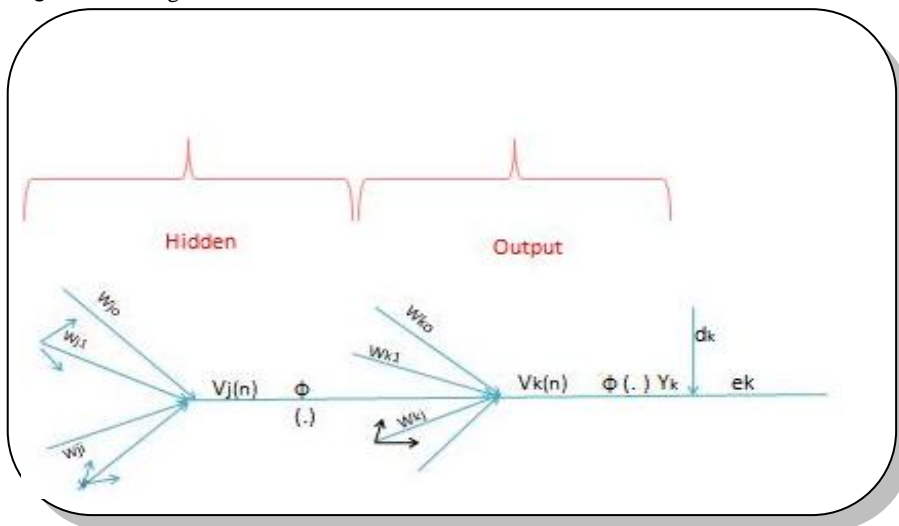 Hidden
Output
Wjo
Wj1
Wji
Vj(n) Φ
(.)
Wko
Wk1
Wkj
Vk(n) Φ (.) Yk
dk
ek